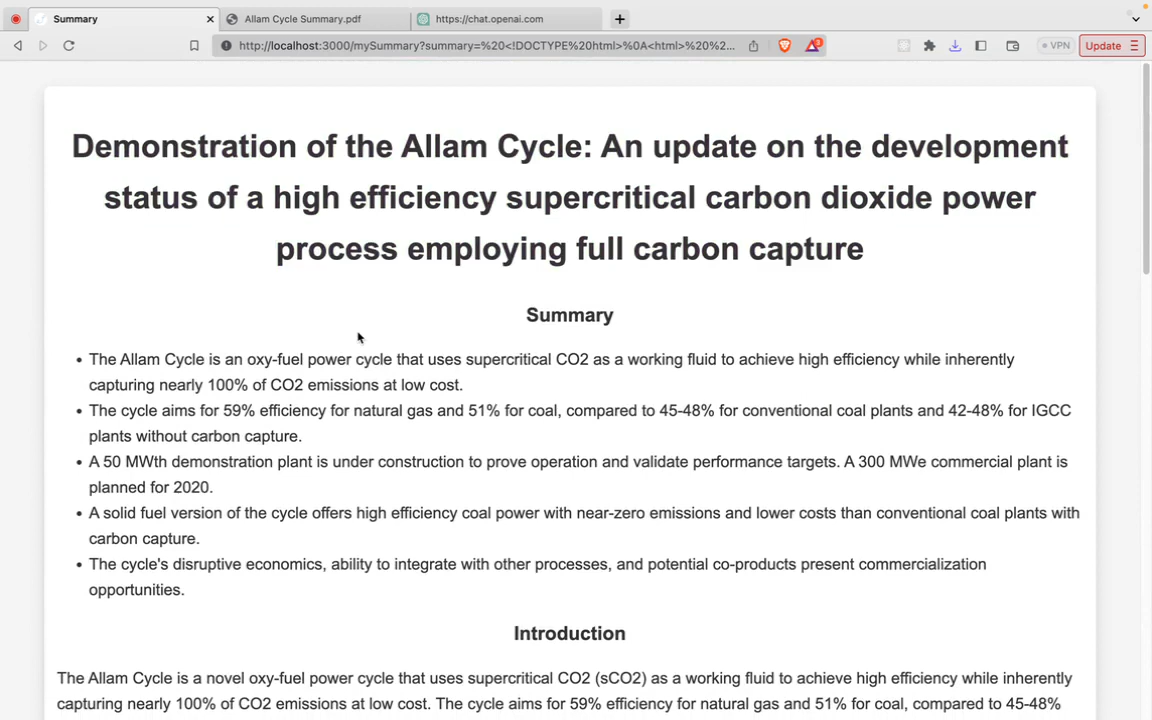 Summary
Allam Cycle Summary.pdf
https://chat.openai.com
http://localhost:3000/mySummary?summary=%20<!DOCTYPE%20html>%0A<html>%20%2...
3
VPN
Update
Demonstration of the Allam Cycle: An update on the development
status of a high efficiency supercritical carbon dioxide power
process employing full carbon capture
Summary
• The Allam Cycle is an oxy-fuel power cycle that uses supercritical CO2 as a working fluid to achieve high efficiency while inherently
capturing nearly 100% of CO2 emissions at low cost.
• The cycle aims for 59% efficiency for natural gas and 51% for coal, compared to 45-48% for conventional coal plants and 42-48% for IGCC
plants without carbon capture.
• A 50 MWth demonstration plant is under construction to prove operation and validate performance targets. A 300 MWe commercial plant is
planned for 2020.
• A solid fuel version of the cycle offers high efficiency coal power with near-zero emissions and lower costs than conventional coal plants with
carbon capture.
• The cycle's disruptive economics, ability to integrate with other processes, and potential co-products present commercialization
opportunities.
Introduction
The Allam Cycle is a novel oxy-fuel power cycle that uses supercritical CO2 (sCO2) as a working fluid to achieve high efficiency while inherently
capturing nearly 100% of CO2 emissions at low cost. The cycle aims for 59% efficiency for natural gas and 51% for coal, compared to 45-48%